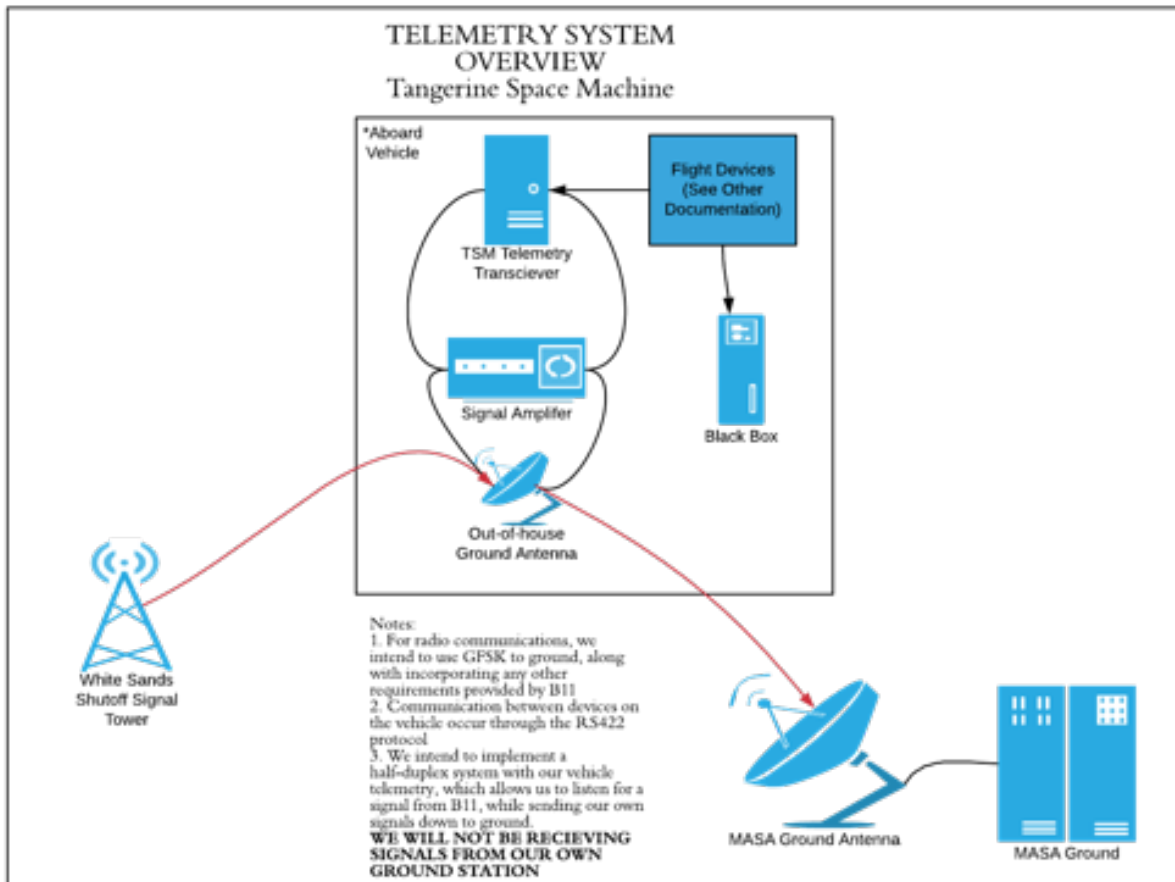 TELEMETRY SYSTEM
OVERVIEW
Tangerine Space Machine
*Aboard
Vehicle
Flight Devices
(See Other
Documentation)
TSM Telemetry
Transciever
Signal Amplifer
Black Box
Out-of-house
Ground Antenna
White Sands
Shutoff Signal
Tower
Notes:
1. For radio communications, we
intend to use GFSK to ground, along
with incorporating any other
requirements provided by B11
2. Communication between devices on
the vehicle occur through the RS422
protocol
3. We intend to implement a
half-duplex system with our vehicle
telemetry, which allows us to listen for a
signal from B11, while sending our own
signals down to ground.
WE WILL NOT BE RECIEVING
SIGNALS FROM OUR OWN
GROUND STATION
MASA Ground Antenna
MASA Ground